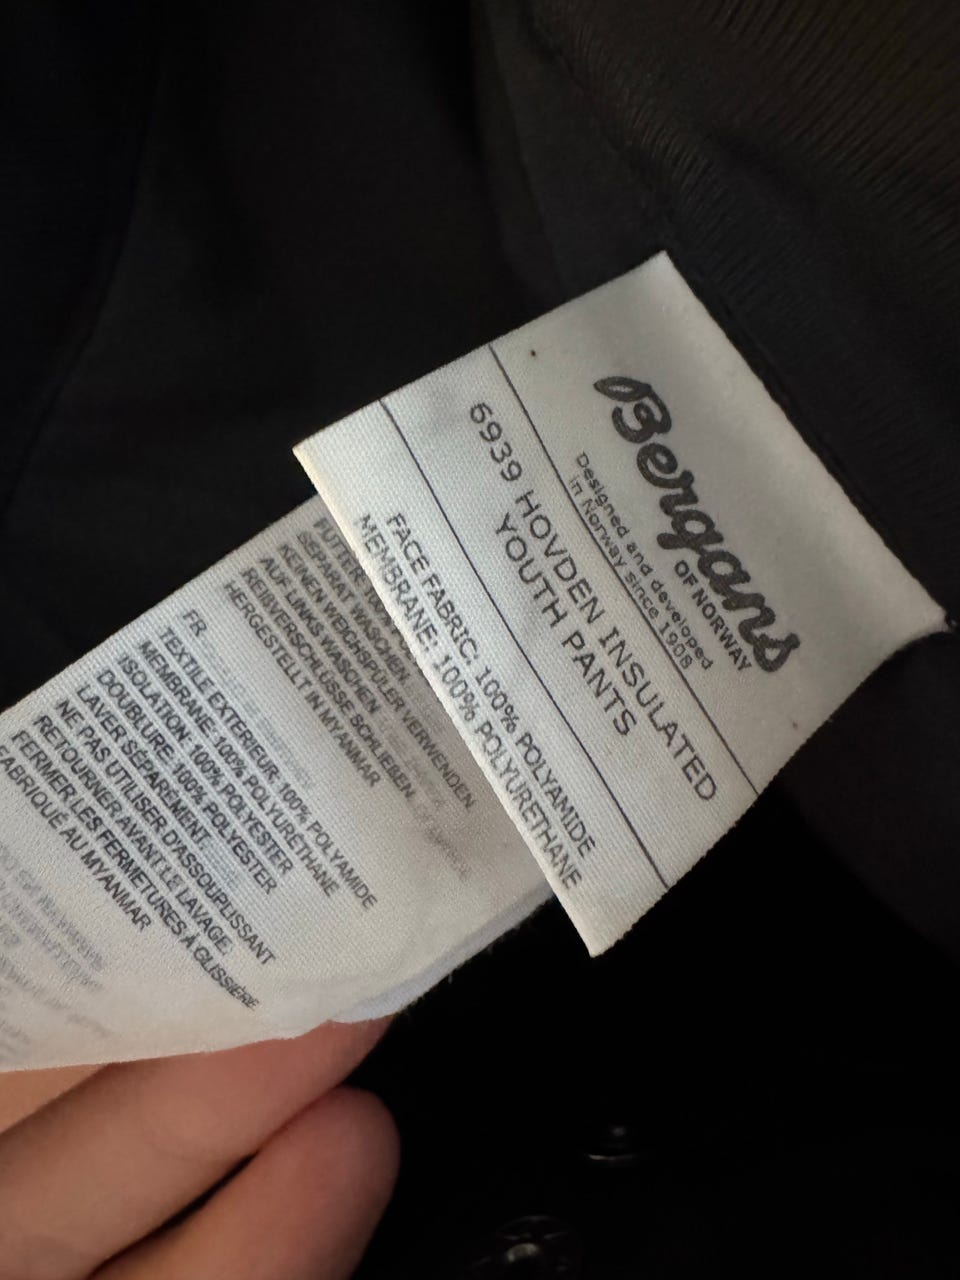 Bergans
OF NORWAY
Designed and developed
in Norway since 1908
6939 HOVDEN INSULATED
YOUTH PANTS
FACE FABRIC: 100% POLYAMIDE
MEMBRANE: 100% POLYURETHANE
FUTTER: 100%
SEPARAT WASCHEN.
KEINEN WEICHSPÜLER VERWENDEN
AUF LINKS WASCHEN
REIßVERSCHLÜSSE SCHLIEßEN.
HERGESTELLT IN MYANMAR
FR
TEXTILE EXTERIEUR: 100% POLYAMIDE
MEMBRANE: 100% POLYURÉTHANE
ISOLATION: 100% POLYESTER
DOUBLURE: 100% POLYESTER
LAVER SÉPARÉMENT.
NE PAS UTILISER D'ASSOUPLISSANT
RETOURNER AVANT LE LAVAGE.
FERMER LES FERMETURES À GLISSIÈRE.
FABRIQUÉ AU MYANMAR